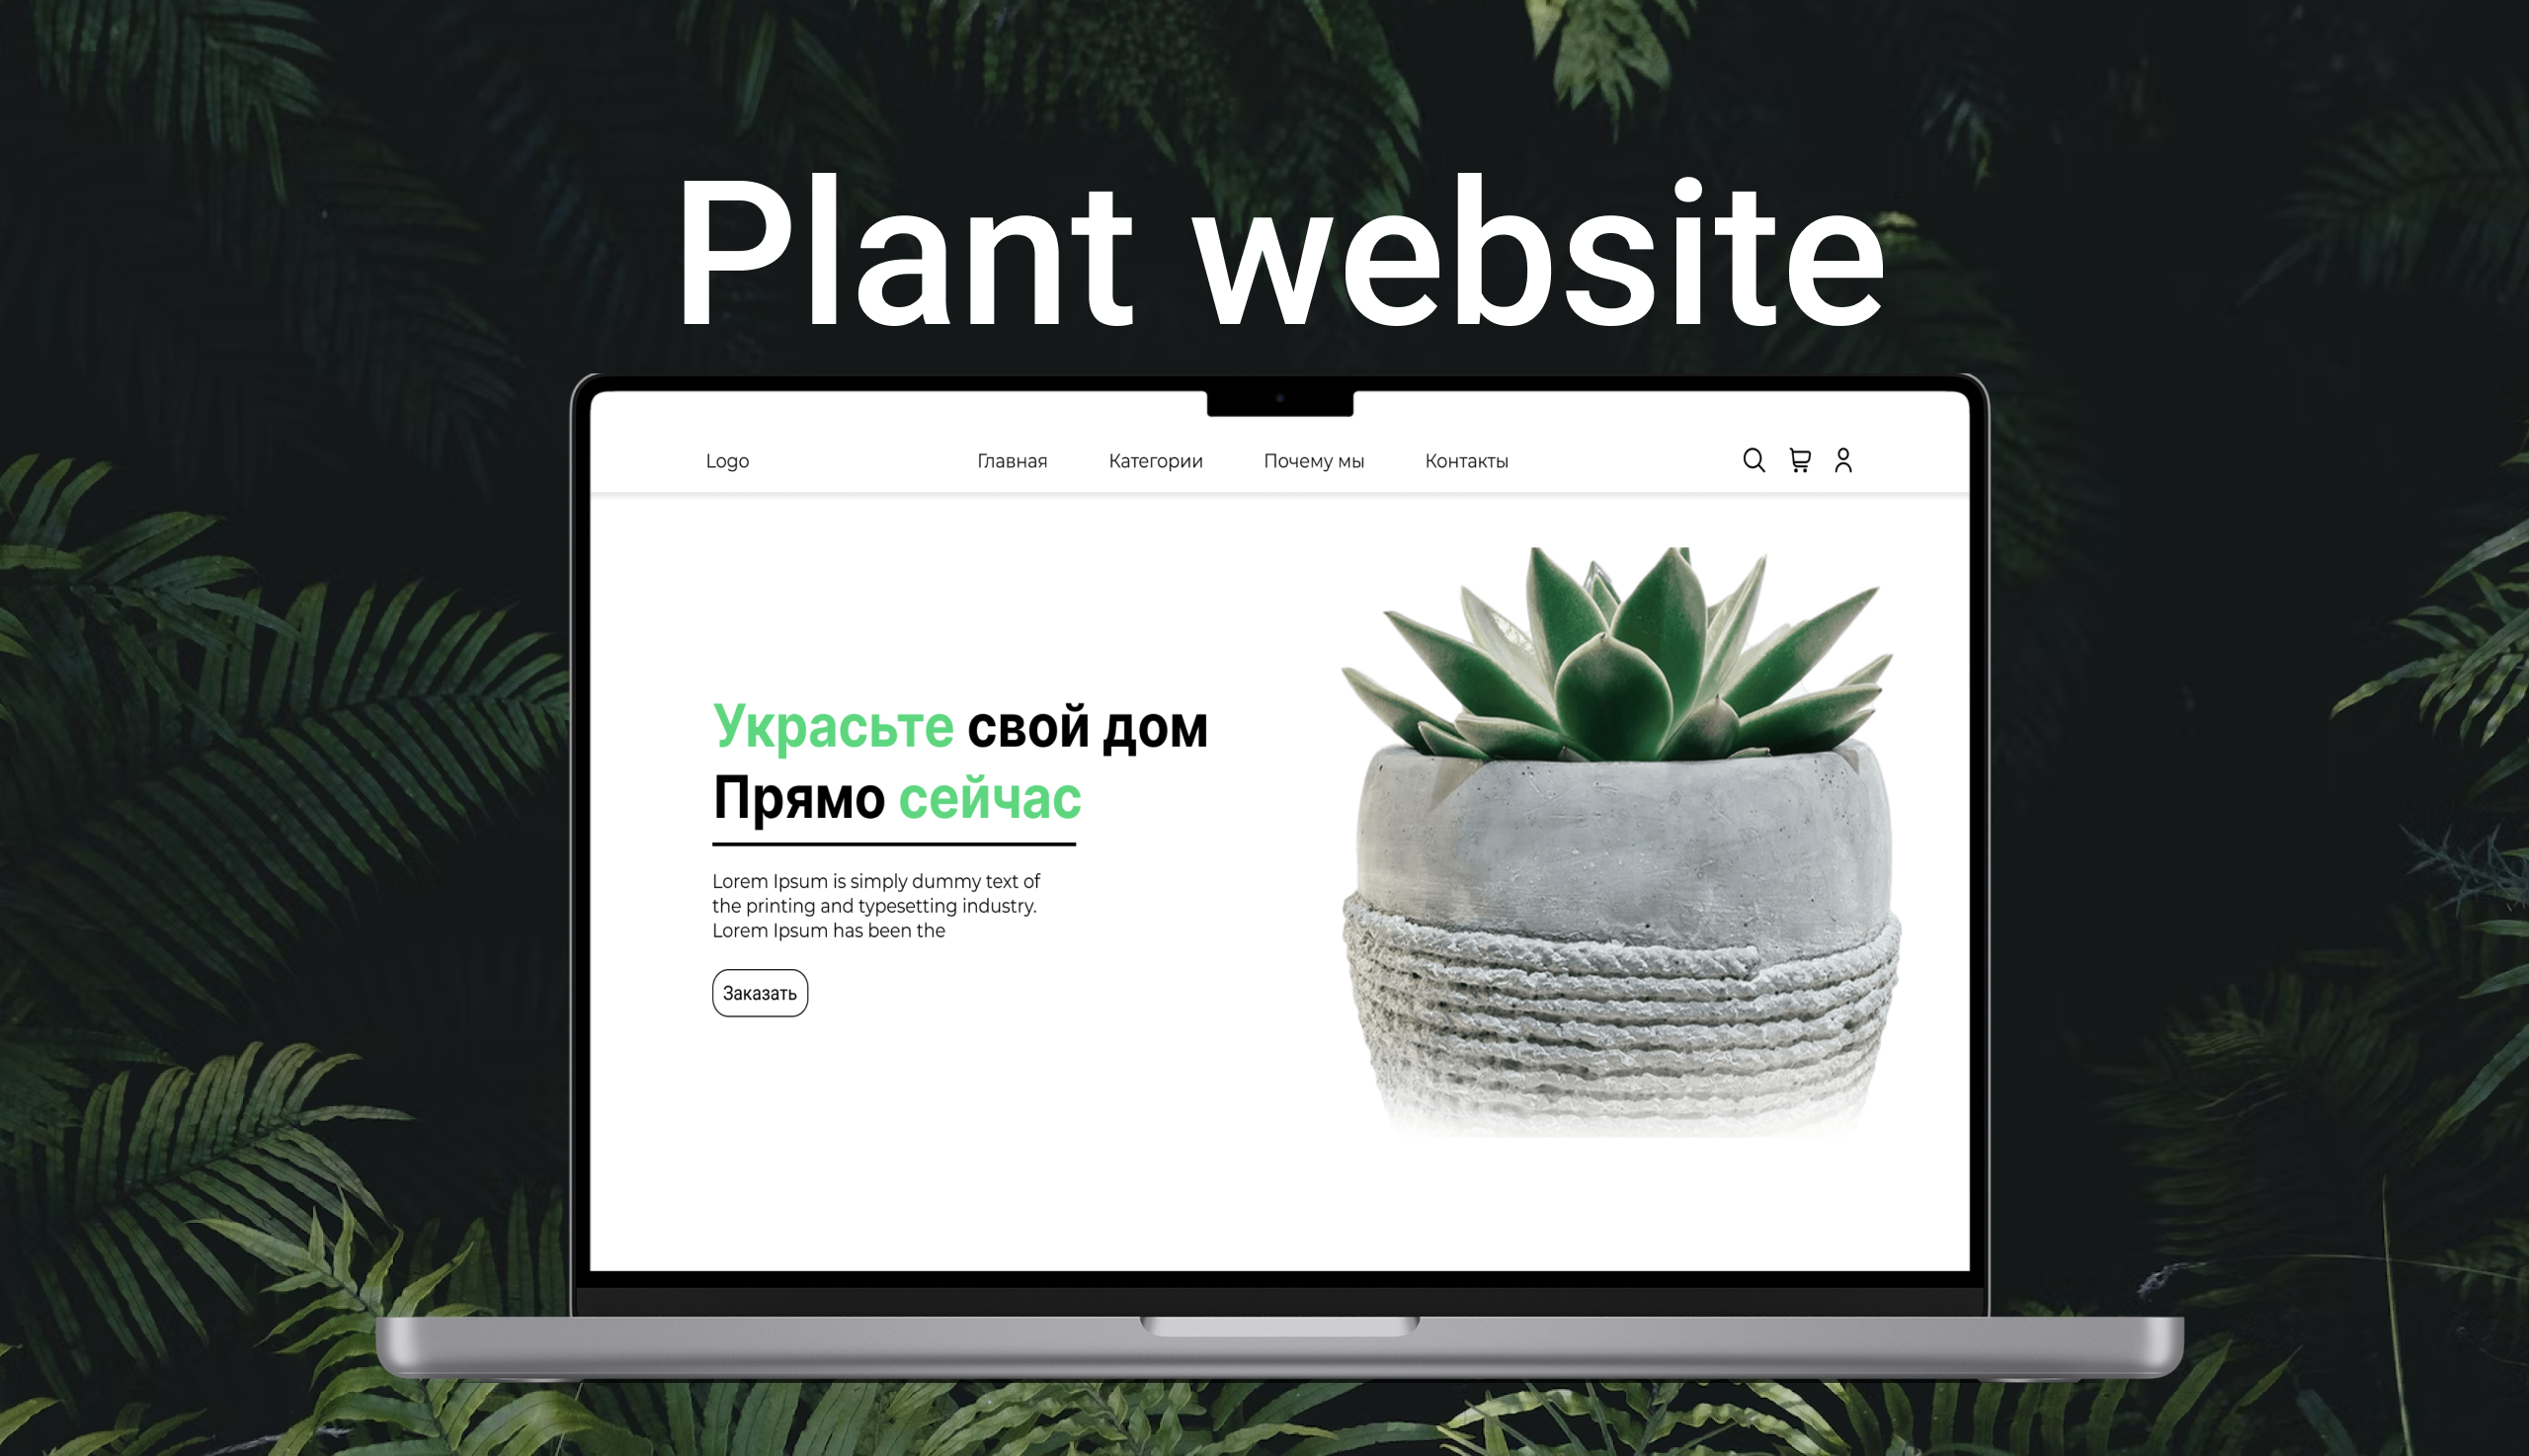 Plant website
Logo Главная Категории Почему мы Контакты
Украсьте свой дом
Прямо сейчас
Lorem Ipsum is simply dummy text of
the printing and typesetting industry.
Lorem Ipsum has been the
Заказать